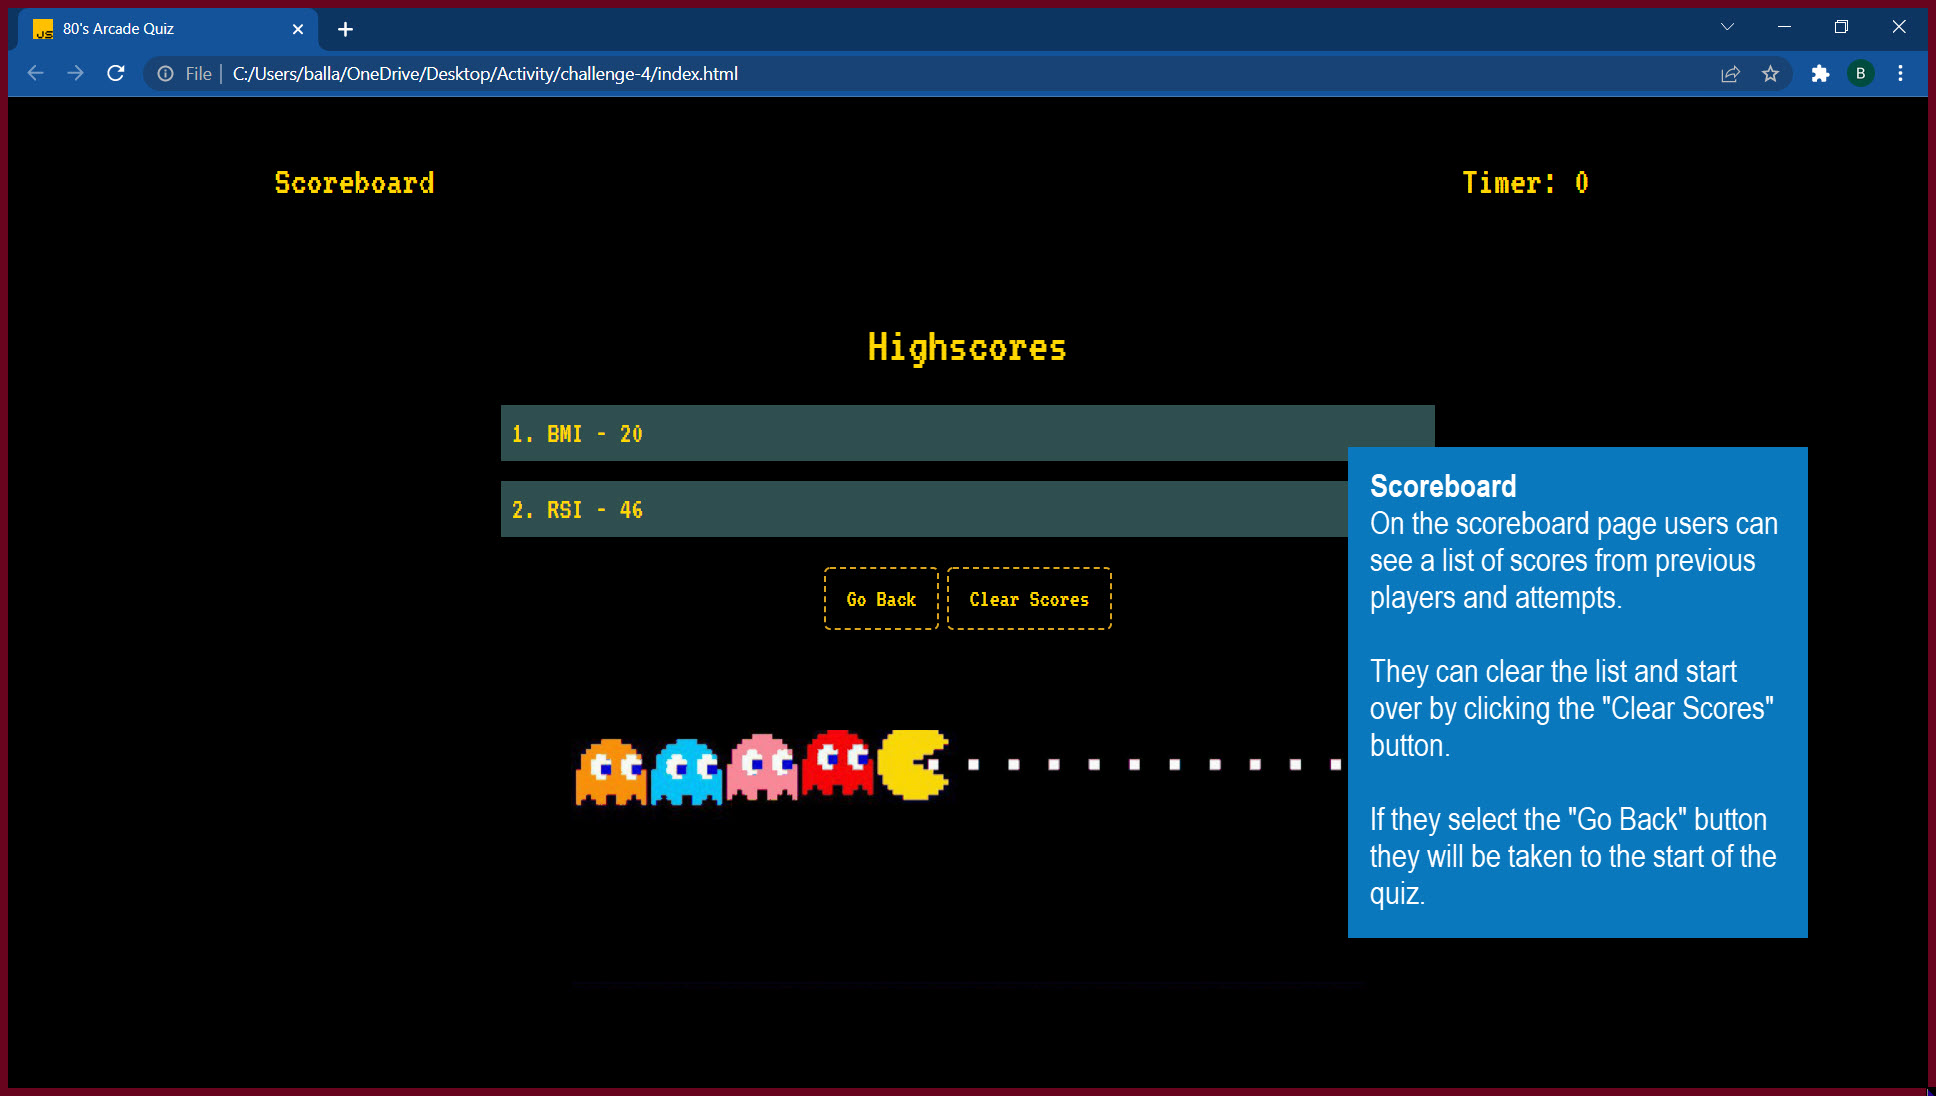 80's Arcade Quiz
File C:/Users/balla/OneDrive/Desktop/Activity/challenge-4/index.html
B
Scoreboard
Timer: 0
Highscores
1. BMI - 20
2. RSI - 46
Go Back
Clear Scores
Scoreboard
On the scoreboard page users can
see a list of scores from previous
players and attempts.
They can clear the list and start
over by clicking the "Clear Scores"
button.
If they select the "Go Back" button
they will be taken to the start of the
quiz.